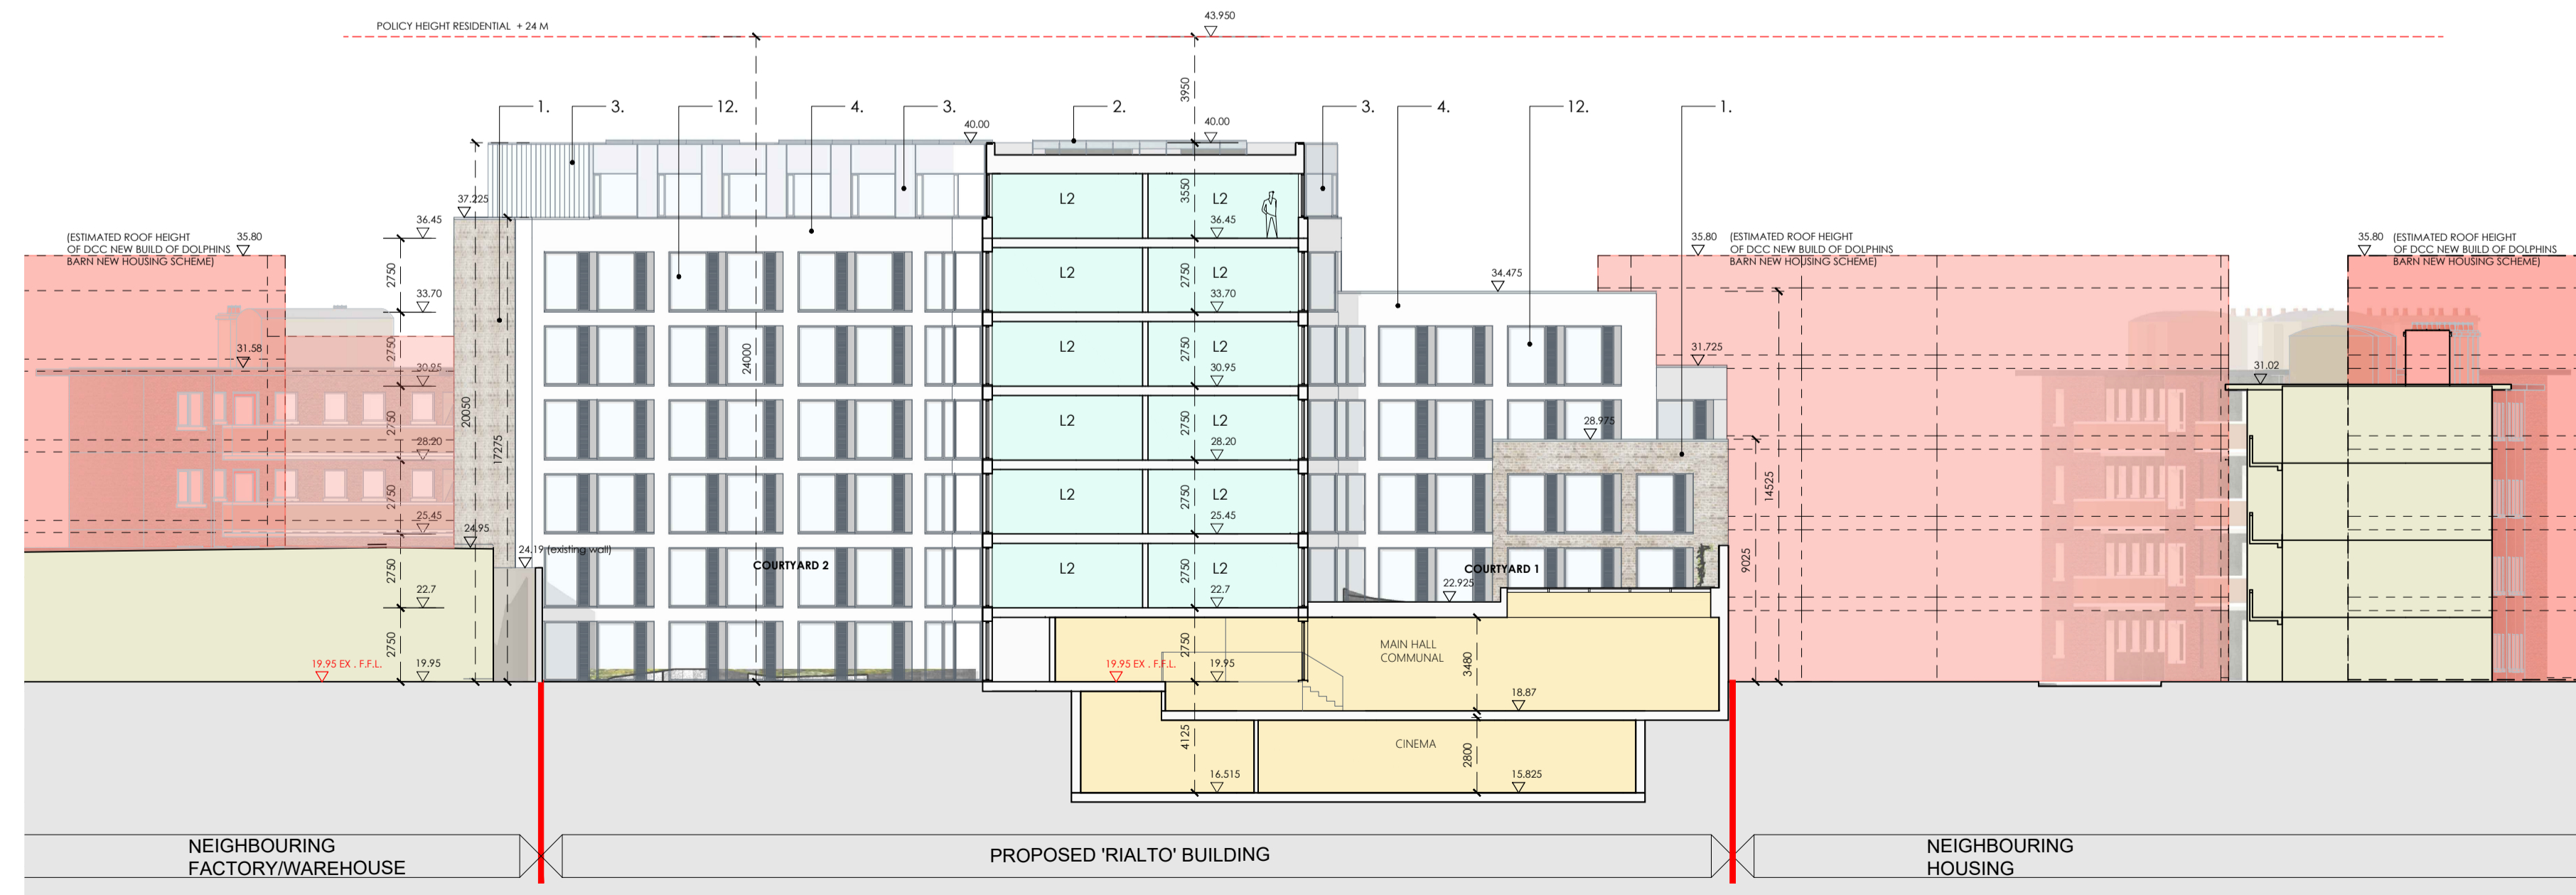 POLICY HEIGHT RESIDENTIAL + 24 M
43.950
3950
1.
3.
12.
4.
3.
2.
3.
4.
12.
1.
40.00
40.00
37.225
36.45
(ESTIMATED ROOF HEIGHT
OF DCC NEW BUILD OF DOLPHINS
BARN NEW HOUSING SCHEME)
35.80
35.80
(ESTIMATED ROOF HEIGHT
OF DCC NEW BUILD OF DOLPHINS
BARN NEW HOUSING SCHEME)
35.80
(ESTIMATED ROOF HEIGHT
OF DCC NEW BUILD OF DOLPHINS
BARN NEW HOUSING SCHEME)
L2
3550
L2
36.45
2750
L2
2750
L2
33.70
34.475
33.70
31.58
2750
30.95
24000
L2
2750
L2
30.95
31.725
31.02
2750
28.20
20050
17275
L2
2750
L2
28.20
28.975
2750
25.45
24.95
L2
2750
L2
25.45
14525
24.19 (existing wall)
2750
22.7
COURTYARD 2
L2
2750
L2
22.7
COURTYARD 1
22.925
9025
19.95 EX . F.F.L.
2750
19.95
19.95 EX . F.F.L.
2750
19.95
MAIN HALL
COMMUNAL
3480
18.87
4125
16.515
CINEMA
2800
15.825
NEIGHBOURING
FACTORY/WAREHOUSE
PROPOSED 'RIALTO' BUILDING
NEIGHBOURING
HOUSING